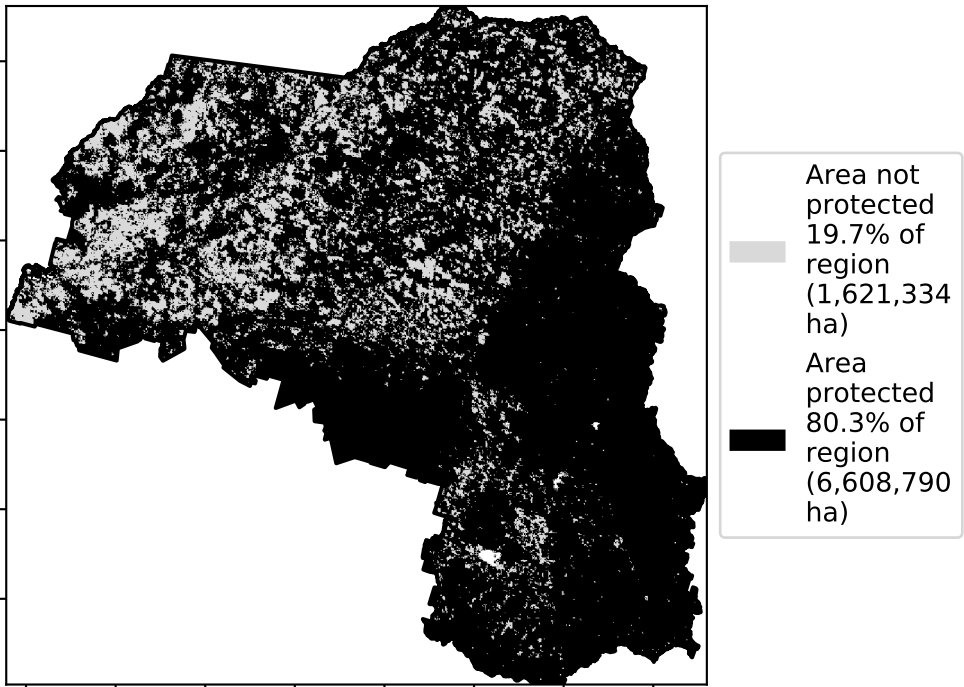 Area not
protected
19.7% of
region
(1,621,334
ha)
Area
protected
80.3% of
region
(6,608,790
ha)